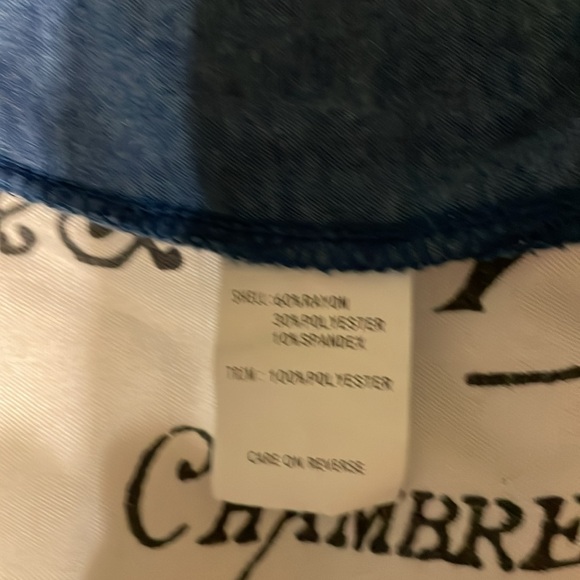 SHELL: 60%RAYON
30%POLYESTER
10%SPANDEX
TRIM: 100%POLYESTER
CARE ON REVERSE
CHAMBRE